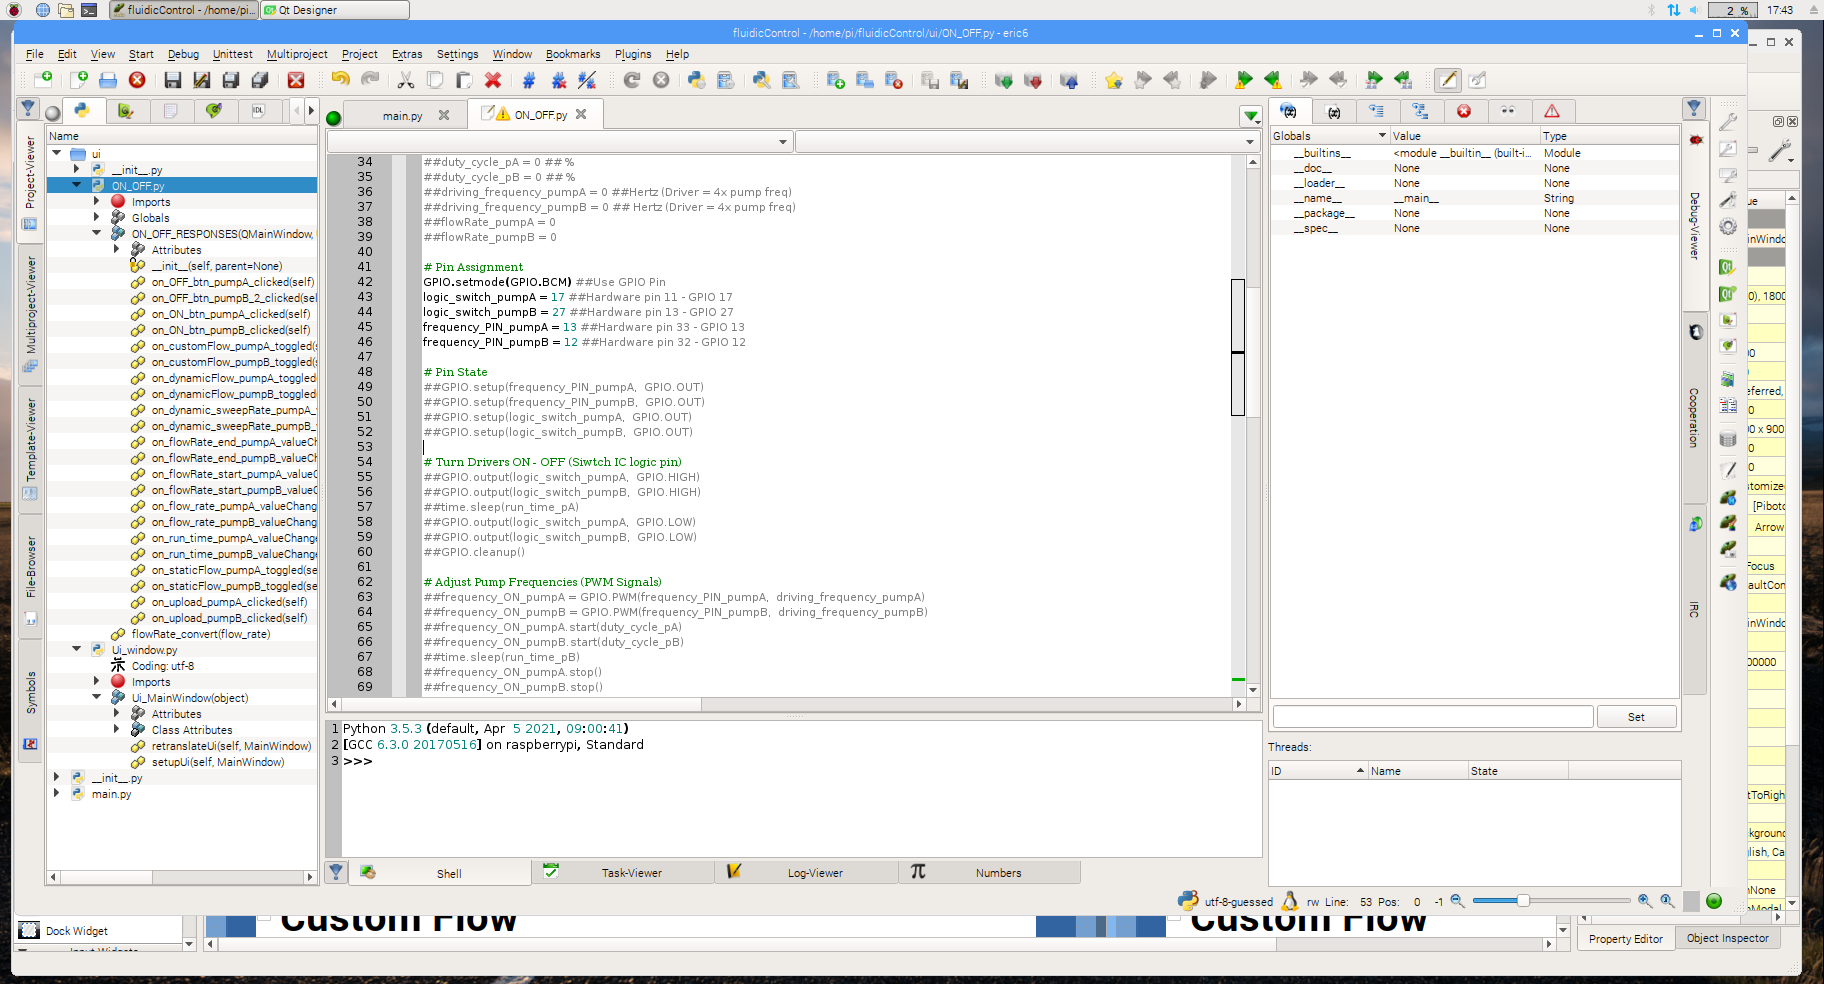 fluidicControl - /home/pi...
Qt Designer
2 %
17:43
fluidicControl - /home/pi/fluidicControl/ui/ON_OFF.py - eric6
File Edit View Start Debug Unittest Multiproject Project Extras Settings Window Bookmarks Plugins Help
Project-Viewer
Multiproject-Viewer
Template-Viewer
File-Browser
Symbols
IDL
Name
ui
__init__.py
ON_OFF.py
Imports
Globals
ON_OFF_RESPONSES(QMainWindow,
Attributes
__init__(self, parent=None)
on_OFF_btn_pumpA_clicked(self)
on_OFF_btn_pumpB_2_clicked(sel
on_ON_btn_pumpA_clicked(self)
on_ON_btn_pumpB_clicked(self)
on_customFlow_pumpA_toggled(s
on_customFlow_pumpB_toggled(s
on_dynamicFlow_pumpA_toggled(
on_dynamicFlow_pumpB_toggled(
on_dynamic_sweepRate_pumpA_
on_dynamic_sweepRate_pumpB_
on_flowRate_end_pumpA_valueCh
on_flowRate_end_pumpB_valueCh
on_flowRate_start_pumpA_valueC
on_flowRate_start_pumpB_valueC
on_flow_rate_pumpA_valueChang
on_flow_rate_pumpB_valueChang
on_run_time_pumpA_valueChange
on_run_time_pumpB_valueChange
on_staticFlow_pumpA_toggled(se
on_staticFlow_pumpB_toggled(se
on_upload_pumpA_clicked(self)
on_upload_pumpB_clicked(self)
flowRate_convert(flow_rate)
Ui_window.py
Coding: utf-8
Imports
Ui_MainWindow(object)
Attributes
Class Attributes
retranslateUi(self, MainWindow)
setupUi(self, MainWindow)
__init__.py
main.py
main.py
ON_OFF.py
34 ##duty_cycle_pA = 0 ##%
35 ##duty_cycle_pB = 0 ##%
36 ##driving_frequency_pumpA = 0 ##Hertz (Driver = 4x pump freq)
37 ##driving_frequency_pumpB = 0 ## Hertz (Driver = 4x pump freq)
38 ##flowRate_pumpA = 0
39 ##flowRate_pumpB = 0
40
41 # Pin Assignment
42 GPIO.setmode(GPIO.BCM) ##Use GPIO Pin
43 logic_switch_pumpA = 17 ##Hardware pin 11 - GPIO 17
44 logic_switch_pumpB = 27 ##Hardware pin 13 - GPIO 27
45 frequency_PIN_pumpA = 13 ##Hardware pin 33 - GPIO 13
46 frequency_PIN_pumpB = 12 ##Hardware pin 32 - GPIO 12
47
48 # Pin State
49 ##GPIO.setup(frequency_PIN_pumpA, GPIO.OUT)
50 ##GPIO.setup(frequency_PIN_pumpB, GPIO.OUT)
51 ##GPIO.setup(logic_switch_pumpA, GPIO.OUT)
52 ##GPIO.setup(logic_switch_pumpB, GPIO.OUT)
53
54 # Turn Drivers ON - OFF (Siwtch IC logic pin)
55 ##GPIO.output(logic_switch_pumpA, GPIO.HIGH)
56 ##GPIO.output(logic_switch_pumpB, GPIO.HIGH)
57 ##time.sleep(run_time_pA)
58 ##GPIO.output(logic_switch_pumpA, GPIO.LOW)
59 ##GPIO.output(logic_switch_pumpB, GPIO.LOW)
60 ##GPIO.cleanup()
61
62 # Adjust Pump Frequencies (PWM Signals)
63 ##frequency_ON_pumpA = GPIO.PWM(frequency_PIN_pumpA, driving_frequency_pumpA)
64 ##frequency_ON_pumpB = GPIO.PWM(frequency_PIN_pumpB, driving_frequency_pumpB)
65 ##frequency_ON_pumpA.start(duty_cycle_pA)
66 ##frequency_ON_pumpB.start(duty_cycle_pB)
67 ##time.sleep(run_time_pB)
68 ##frequency_ON_pumpA.stop()
69 ##frequency_ON_pumpB.stop()
1 Python 3.5.3 (default, Apr 5 2021, 09:00:41)
2 [GCC 6.3.0 20170516] on raspberrypi, Standard
3 >>>
Shell
Task-Viewer
Log-Viewer
Numbers
Globals Value Type
__builtins__ <module __builtin__ (built-i... Module
__doc__ None None
__loader__ None None
__name__ __main__ String
__package__ None None
__spec__ None None
Set
Threads:
ID Name State
Debug-Viewer
Cooperation
IRC
utf-8-guessed rw Line: 53 Pos: 0 -1
ue
inWindo
0), 1800
00
eferred,
0
00 x 900
0
0
stomize
[Piboto
Arrow
Focus
aultCon
inWindo
00000
tToRigh
kground
lish, Ca
nNone
nModal
Dock Widget
Input Widgets
Custom Flow
Custom Flow
Property Editor
Object Inspector